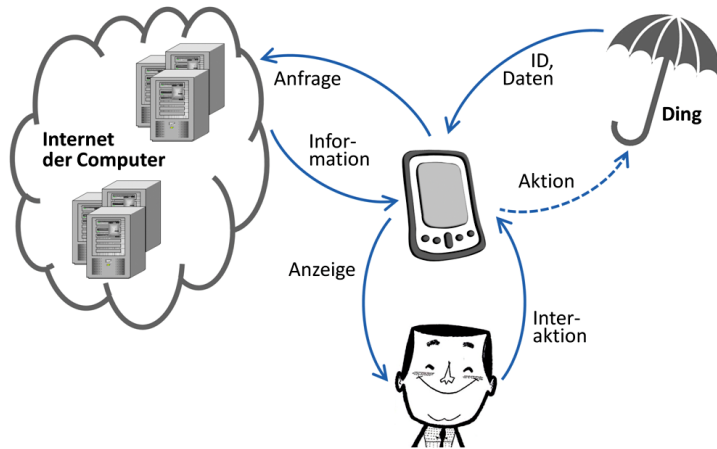 Internet
der Computer
Anfrage
Infor-
mation
ID,
Daten
Ding
Aktion
Anzeige
Inter-
aktion